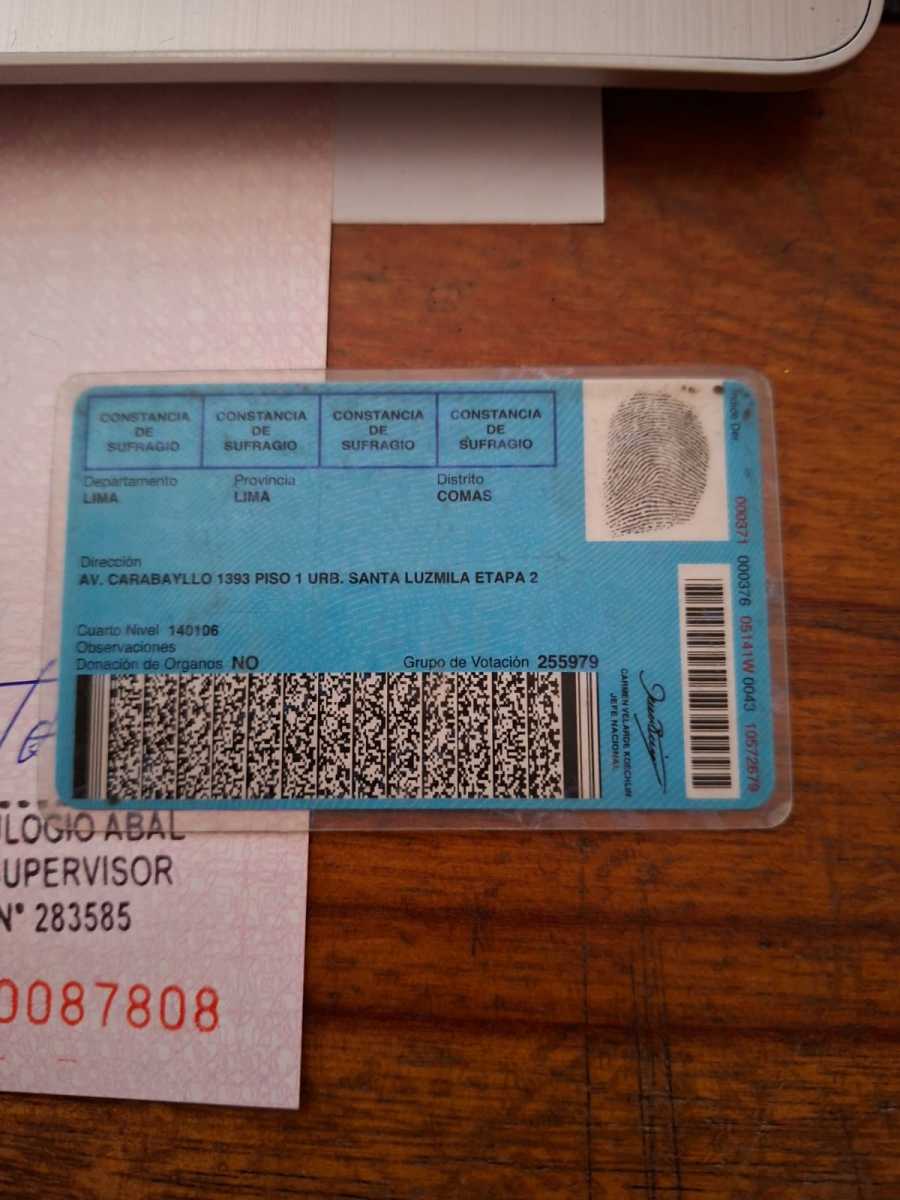 CONSTANCIA DE SUFRAGIO
CONSTANCIA DE SUFRAGIO
CONSTANCIA DE SUFRAGIO
CONSTANCIA DE SUFRAGIO
Departamento Provincia Distrito
LIMA LIMA COMAS
Dirección
AV. CARABAYLLO 1393 PISO 1 URB. SANTA LUZMILA ETAPA 2
Cuarto Nivel 140106
Observaciones
Donación de Organos NO Grupo de Votación 255979
CARMEN VELARDE KOECHLIN
JEFE NACIONAL
000371 000376 05141W 0043 10572679
ULOGIO ABAL
SUPERVISOR
N° 283585
0087808